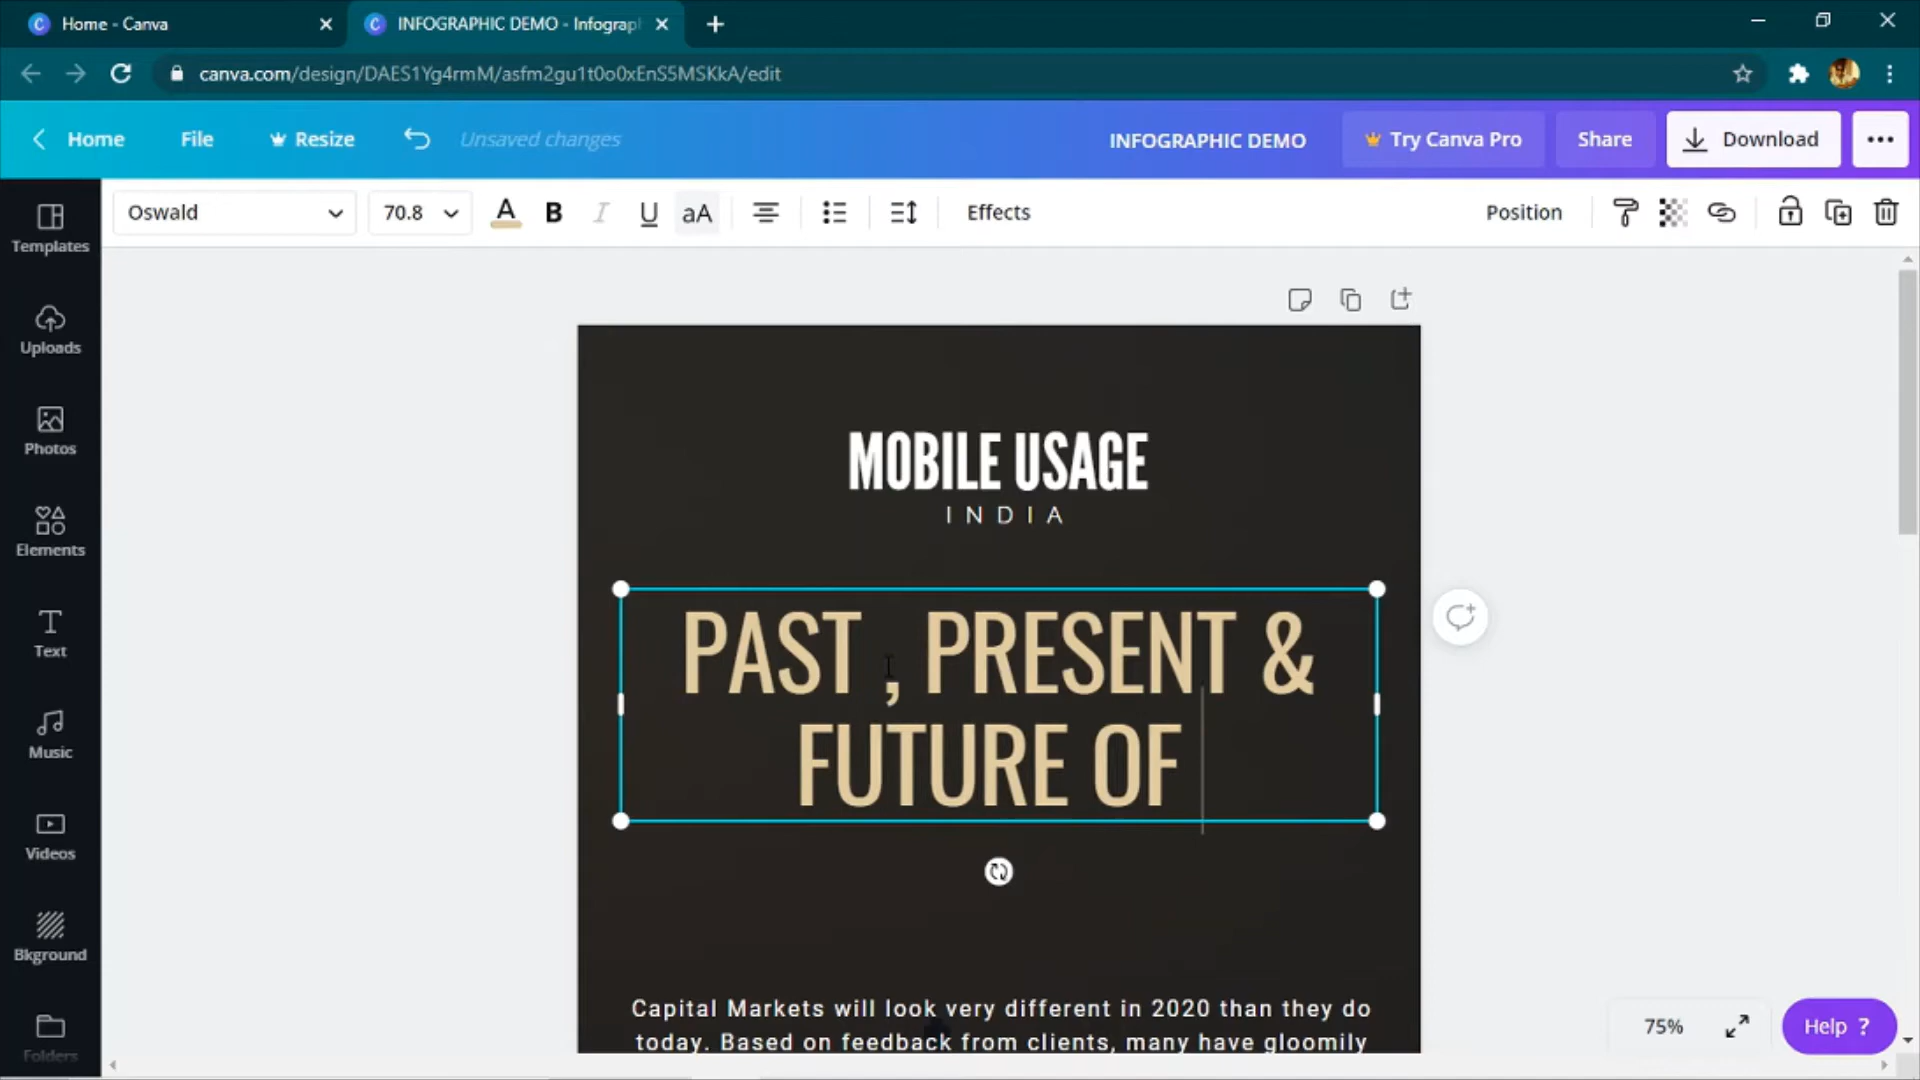 Home - Canva
INFOGRAPHIC DEMO - Infograp
canva.com/design/DAES1Yg4rmM/asfm2gu1t0o0xEnS5MSKkA/edit
Home
File
Resize
Unsaved changes
INFOGRAPHIC DEMO
Try Canva Pro
Share
Download
Oswald
70.8
A
B
I
U
aA
Effects
Position
Templates
Uploads
Photos
Elements
Text
Music
Videos
Bkground
Folders
MOBILE USAGE
INDIA
PAST , PRESENT &
FUTURE OF
Capital Markets will look very different in 2020 than they do
today. Based on feedback from clients, many have gloomily
75%
Help ?